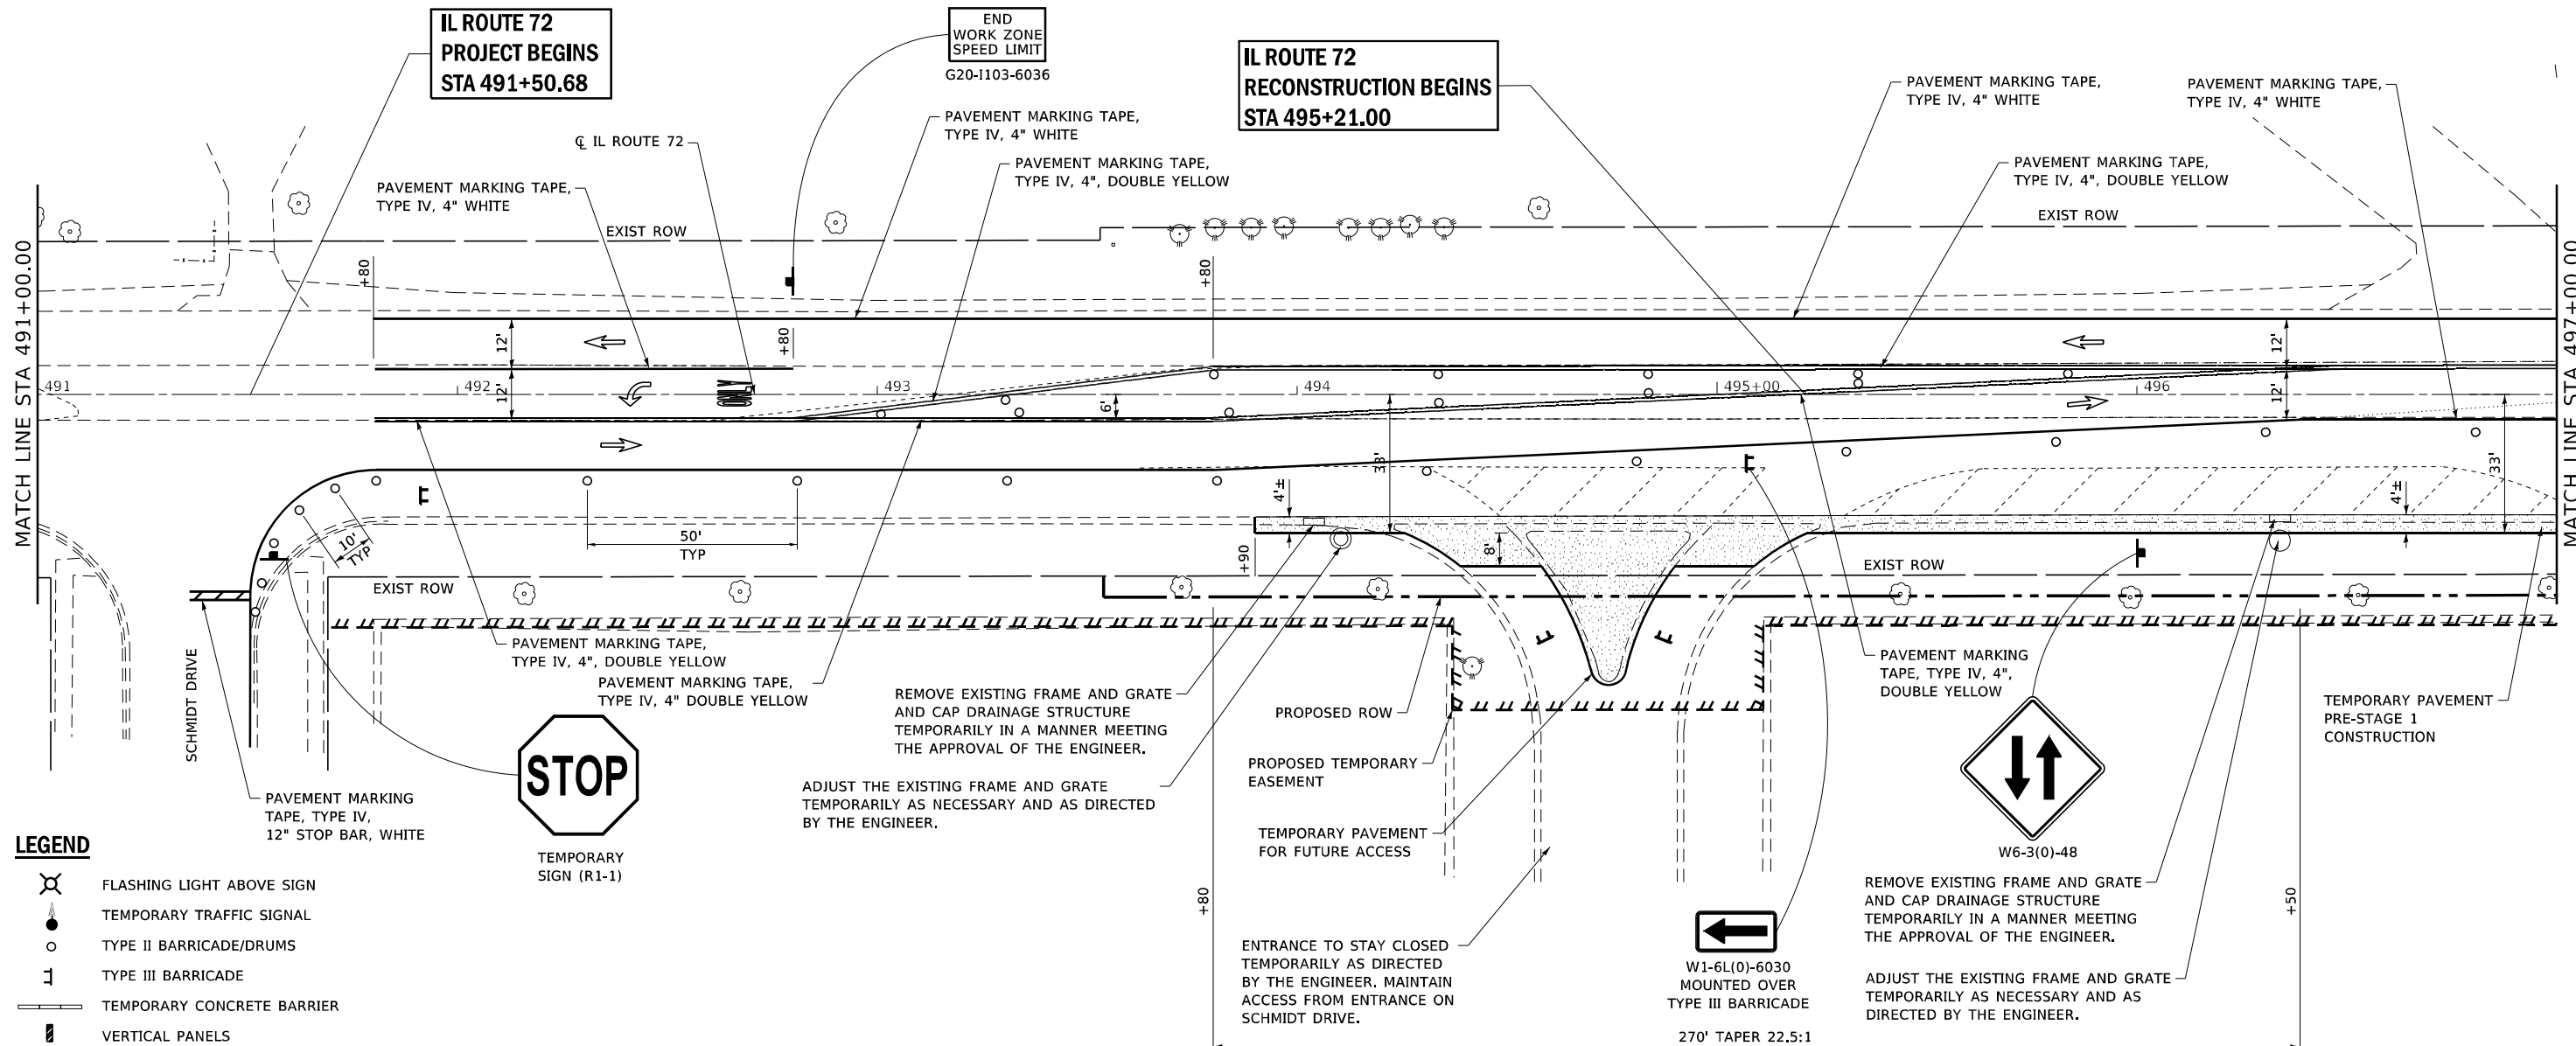 IL ROUTE 72
PROJECT BEGINS
STA 491+50.68
END
WORK ZONE
SPEED LIMIT
G20-I103-6036
IL ROUTE 72
RECONSTRUCTION BEGINS
STA 495+21.00
PAVEMENT MARKING TAPE,
TYPE IV, 4" WHITE
PAVEMENT MARKING TAPE,
TYPE IV, 4" WHITE
PAVEMENT MARKING TAPE,
TYPE IV, 4" WHITE
℄ IL ROUTE 72
PAVEMENT MARKING TAPE,
TYPE IV, 4", DOUBLE YELLOW
PAVEMENT MARKING TAPE,
TYPE IV, 4", DOUBLE YELLOW
PAVEMENT MARKING TAPE,
TYPE IV, 4" WHITE
EXIST ROW
EXIST ROW
MATCH LINE STA 491+00.00
MATCH LINE STA 497+00.00
+80
+80
+80
12'
12'
12'
12'
491
492
493
494
495+00
496
6'
33'
33'
4'±
4'±
8'
10'
TYP
50'
TYP
+90
EXIST ROW
EXIST ROW
SCHMIDT DRIVE
PAVEMENT MARKING TAPE,
TYPE IV, 4", DOUBLE YELLOW
PAVEMENT MARKING TAPE,
TYPE IV, 4" DOUBLE YELLOW
STOP
TEMPORARY
SIGN (R1-1)
PAVEMENT MARKING
TAPE, TYPE IV,
12" STOP BAR, WHITE
REMOVE EXISTING FRAME AND GRATE
AND CAP DRAINAGE STRUCTURE
TEMPORARILY IN A MANNER MEETING
THE APPROVAL OF THE ENGINEER.
ADJUST THE EXISTING FRAME AND GRATE
TEMPORARILY AS NECESSARY AND AS DIRECTED
BY THE ENGINEER.
PROPOSED ROW
PROPOSED TEMPORARY
EASEMENT
TEMPORARY PAVEMENT
FOR FUTURE ACCESS
ENTRANCE TO STAY CLOSED
TEMPORARILY AS DIRECTED
BY THE ENGINEER. MAINTAIN
ACCESS FROM ENTRANCE ON
SCHMIDT DRIVE.
+80
W1-6L(0)-6030
MOUNTED OVER
TYPE III BARRICADE
270' TAPER 22.5:1
PAVEMENT MARKING
TAPE, TYPE IV, 4",
DOUBLE YELLOW
W6-3(0)-48
REMOVE EXISTING FRAME AND GRATE
AND CAP DRAINAGE STRUCTURE
TEMPORARILY IN A MANNER MEETING
THE APPROVAL OF THE ENGINEER.
ADJUST THE EXISTING FRAME AND GRATE
TEMPORARILY AS NECESSARY AND AS
DIRECTED BY THE ENGINEER.
TEMPORARY PAVEMENT
PRE-STAGE 1
CONSTRUCTION
+50
LEGEND
FLASHING LIGHT ABOVE SIGN
TEMPORARY TRAFFIC SIGNAL
TYPE II BARRICADE/DRUMS
TYPE III BARRICADE
TEMPORARY CONCRETE BARRIER
VERTICAL PANELS